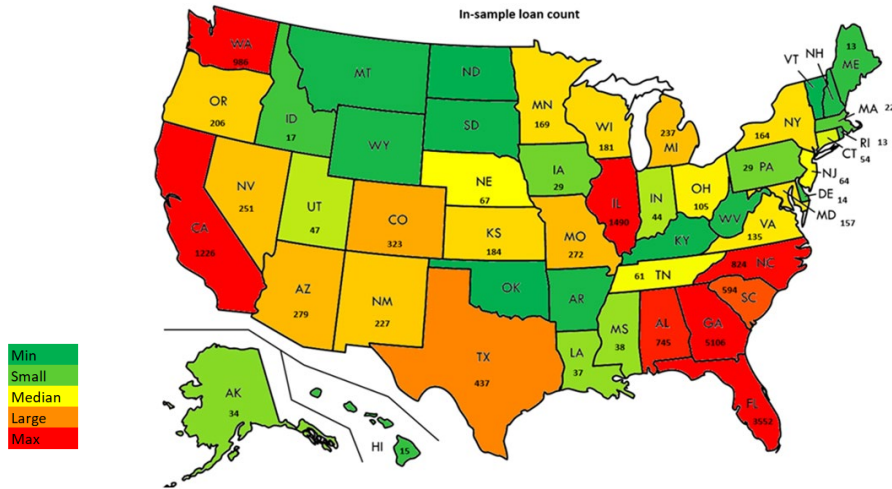 In-sample loan count
WA
986
MT
ND
MN
169
VT
NH
13
ME
OR
206
ID
17
SD
WI
181
237
MI
NY
164
MA 22
WY
RI 13
CT
54
NV
251
NE
67
IA
29
29 PA
NJ 64
UT
47
CO
323
IL
1490
IN
44
OH
105
DE 14
MD 157
CA
1226
KS
184
MO
272
WV
VA
135
KY
824 NC
AZ
279
NM
227
OK
AR
61 TN
594
SC
MS
38
AL
745
GA
5106
TX
437
LA
37
FL
3552
AK
34
HI
15
Min
Small
Median
Large
Max